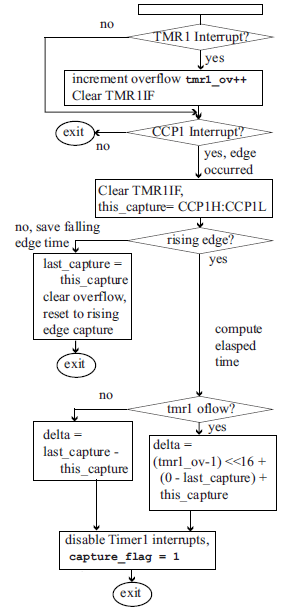 no
TMR1 Interrupt?
yes
increment overflow tmr1_ov++
Clear TMR1IF
exit
CCP1 Interrupt?
no
yes, edge
occurred
Clear TMR1IF,
this_capture= CCP1H:CCP1L
no, save falling
edge time
rising edge?
yes
last_capture =
this_capture
clear overflow,
reset to rising
edge capture
exit
compute
elasped
time
no
tmr1 oflow?
yes
delta =
last_capture -
this_capture
delta =
(tmr1_ov-1) <<16 +
(0 - last_capture) +
this_capture
disable Timer1 interrupts,
capture_flag = 1
exit